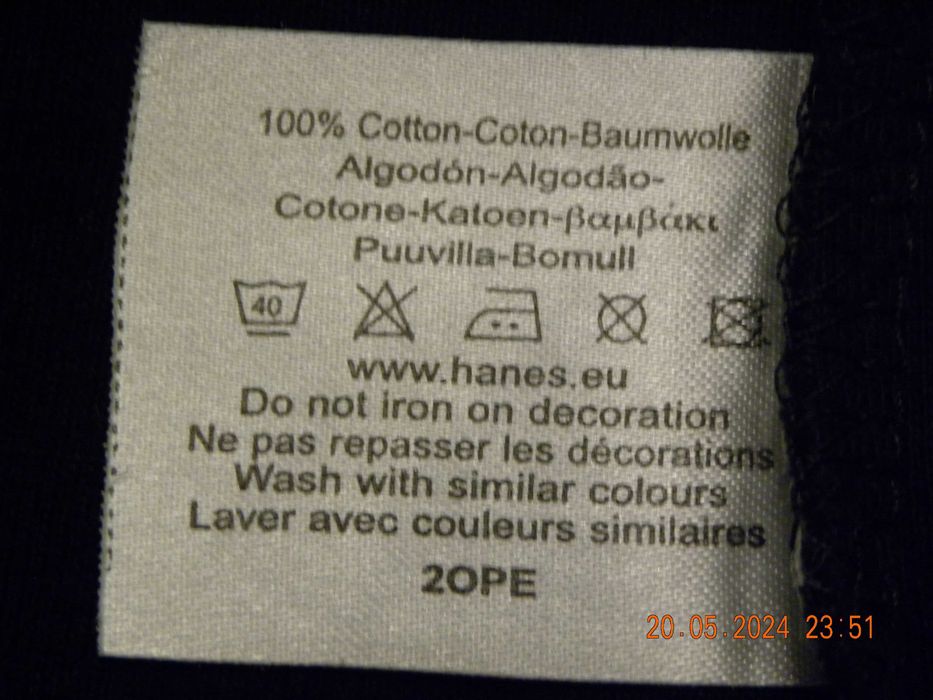 100% Cotton-Coton-Baumwolle
Algodón-Algodão-
Cotone-Katoen-βαμβάκι
Puuvilla-Bomull
40
www.hanes.eu
Do not iron on decoration
Ne pas repasser les décorations
Wash with similar colours
Laver avec couleurs similaires
2OPE
20.05.2024 23:51